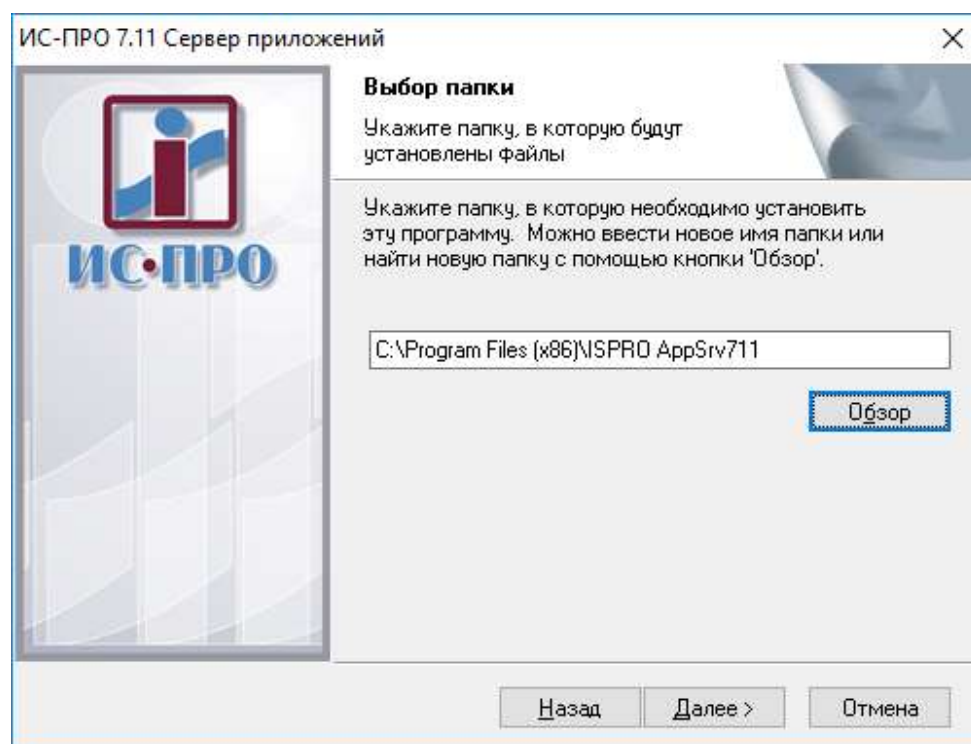 ИС-ПРО 7.11 Сервер приложений
Выбор папки
Укажите папку, в которую будут
установлены файлы
ИС•ПРО
Укажите папку, в которую необходимо установить
эту программу. Можно ввести новое имя папки или
найти новую папку с помощью кнопки 'Обзор'.
C:\Program Files (x86)\ISPRO AppSrv711
Обзор
Назад
Далее >
Отмена